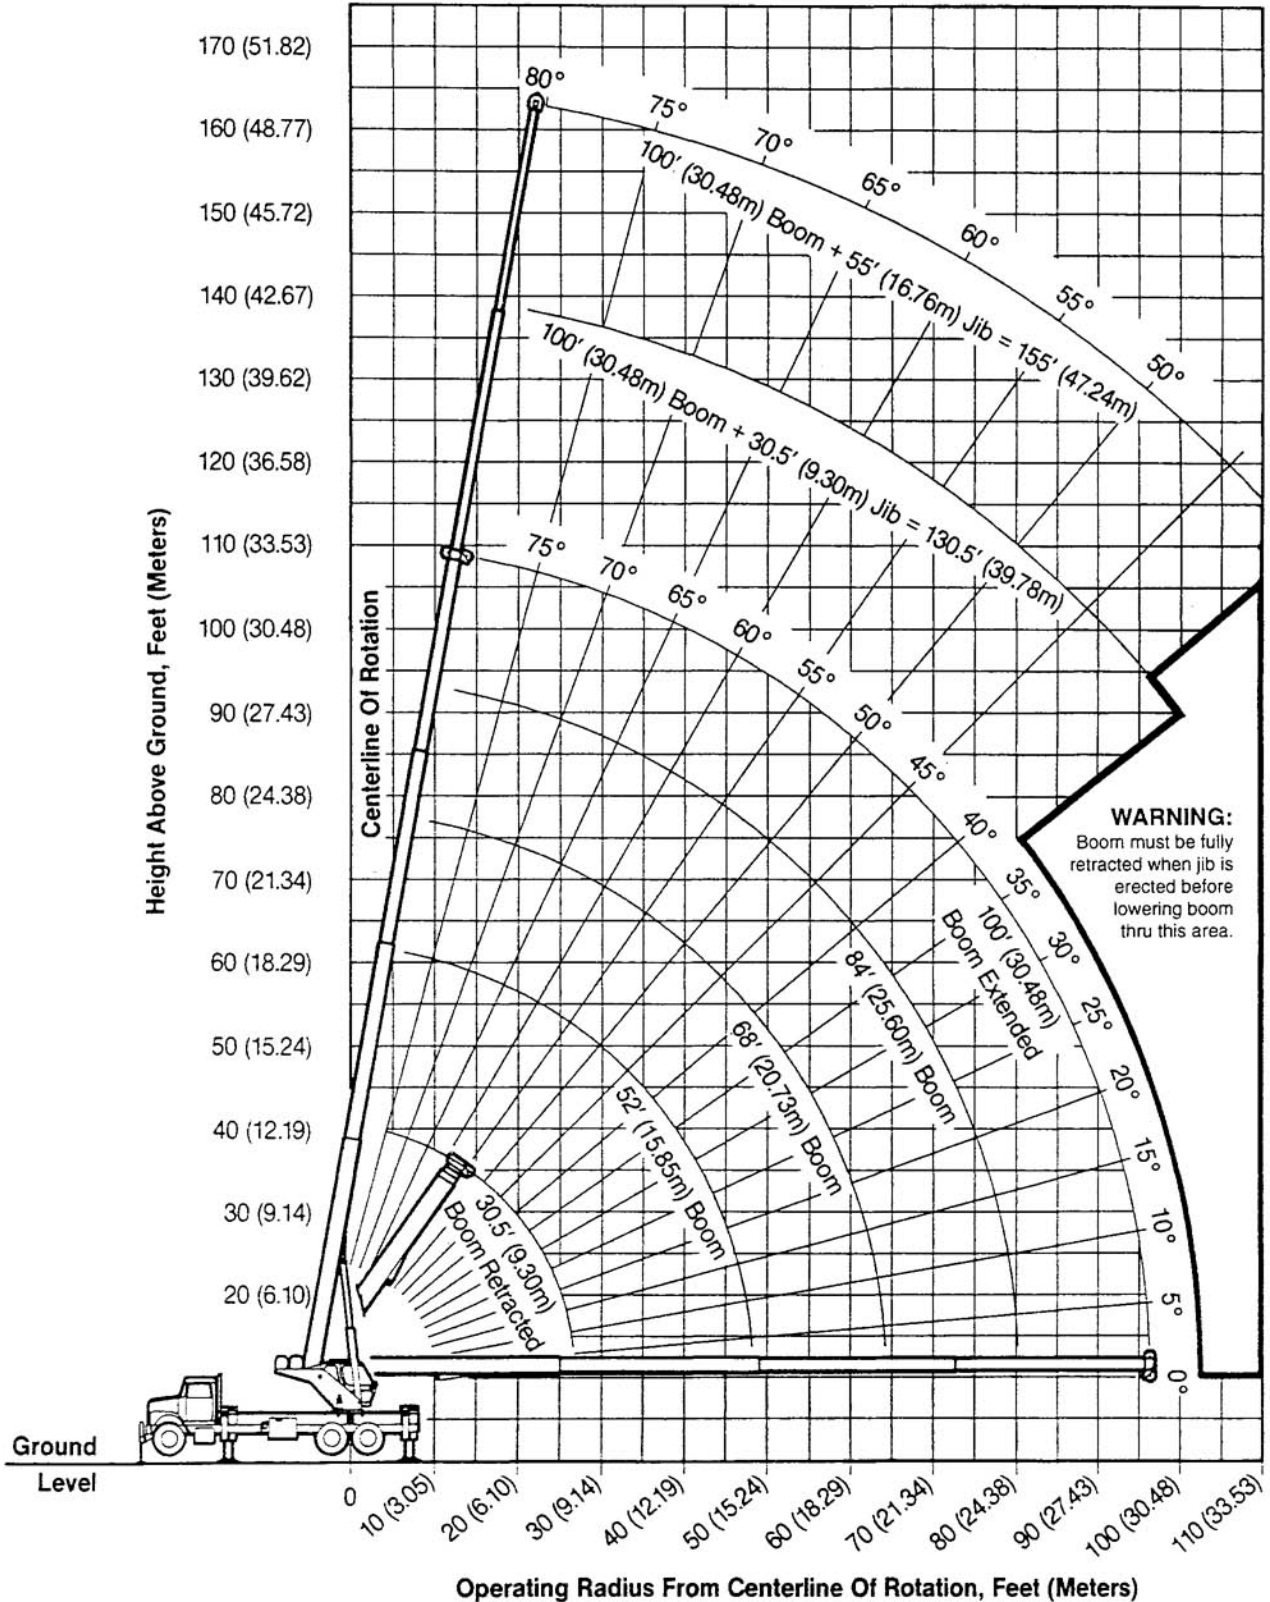 170 (51.82)
160 (48.77)
150 (45.72)
140 (42.67)
130 (39.62)
120 (36.58)
110 (33.53)
100 (30.48)
90 (27.43)
80 (24.38)
70 (21.34)
60 (18.29)
50 (15.24)
40 (12.19)
30 (9.14)
20 (6.10)
Height Above Ground, Feet (Meters)
Centerline Of Rotation
80°
75°
70°
65°
60°
55°
50°
100′ (30.48m) Boom + 55′ (16.76m) Jib = 155′ (47.24m)
100′ (30.48m) Boom + 30.5′ (9.30m) Jib = 130.5′ (39.78m)
75°
70°
65°
60°
55°
50°
45°
40°
35°
30°
25°
20°
15°
10°
5°
0°
WARNING:
Boom must be fully
retracted when jib is
erected before
lowering boom
thru this area.
100′ (30.48m)
Boom Extended
84′ (25.60m) Boom
68′ (20.73m) Boom
52′ (15.85m) Boom
30.5′ (9.30m)
Boom Retracted
Ground
Level
0
10 (3.05)
20 (6.10)
30 (9.14)
40 (12.19)
50 (15.24)
60 (18.29)
70 (21.34)
80 (24.38)
90 (27.43)
100 (30.48)
110 (33.53)
Operating Radius From Centerline Of Rotation, Feet (Meters)